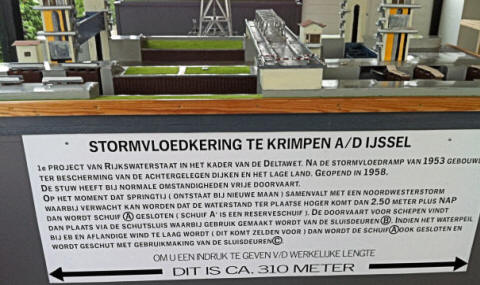 STORMVLOEDKERING TE KRIMPEN A/D IJSSEL
1e PROJECT VAN RIJKSWATERSTAAT IN HET KADER VAN DE DELTAWET. NA DE STORMVLOEDRAMP VAN 1953 GEBOUW
TER BESCHERMING VAN DE ACHTERGELEGEN DIJKEN EN HET LAGE LAND. GEOPEND IN 1958.
DE STUW HEEFT BIJ NORMALE OMSTANDIGHEDEN VRIJE DOORVAART.
OP HET MOMENT DAT SPRINGTIJ ( ONTSTAAT BIJ NIEUWE MAAN ) SAMENVALT MET EEN NOORDWESTERSTORM
WAARBIJ VERWACHT KAN WORDEN DAT DE WATERSTAND TER PLAATSE HOGER KOMT DAN 2.50 METER PLUS NAP
DAN WORDT SCHUIF Ⓐ GESLOTEN ( SCHUIF A' IS EEN RESERVESCHUIF ). DE DOORVAART VOOR SCHEPEN VINDT
DAN PLAATS VIA DE SCHUTSLUIS WAARBIJ GEBRUIK GEMAAKT WORDT VAN DE SLUISDEUREN Ⓑ. INDIEN HET WATERPEIL
BIJ EB EN AFLANDIGE WIND TE LAAG WORDT ( DIT KOMT ZELDEN VOOR ) DAN WORDT DE SCHUIF Ⓐ OOK GESLOTEN EN
WORDT GESCHUT MET GEBRUIKMAKING VAN DE SLUISDEUREN Ⓒ.
OM U EEN INDRUK TE GEVEN V/D WERKELIJKE LENGTE
DIT IS CA. 310 METER